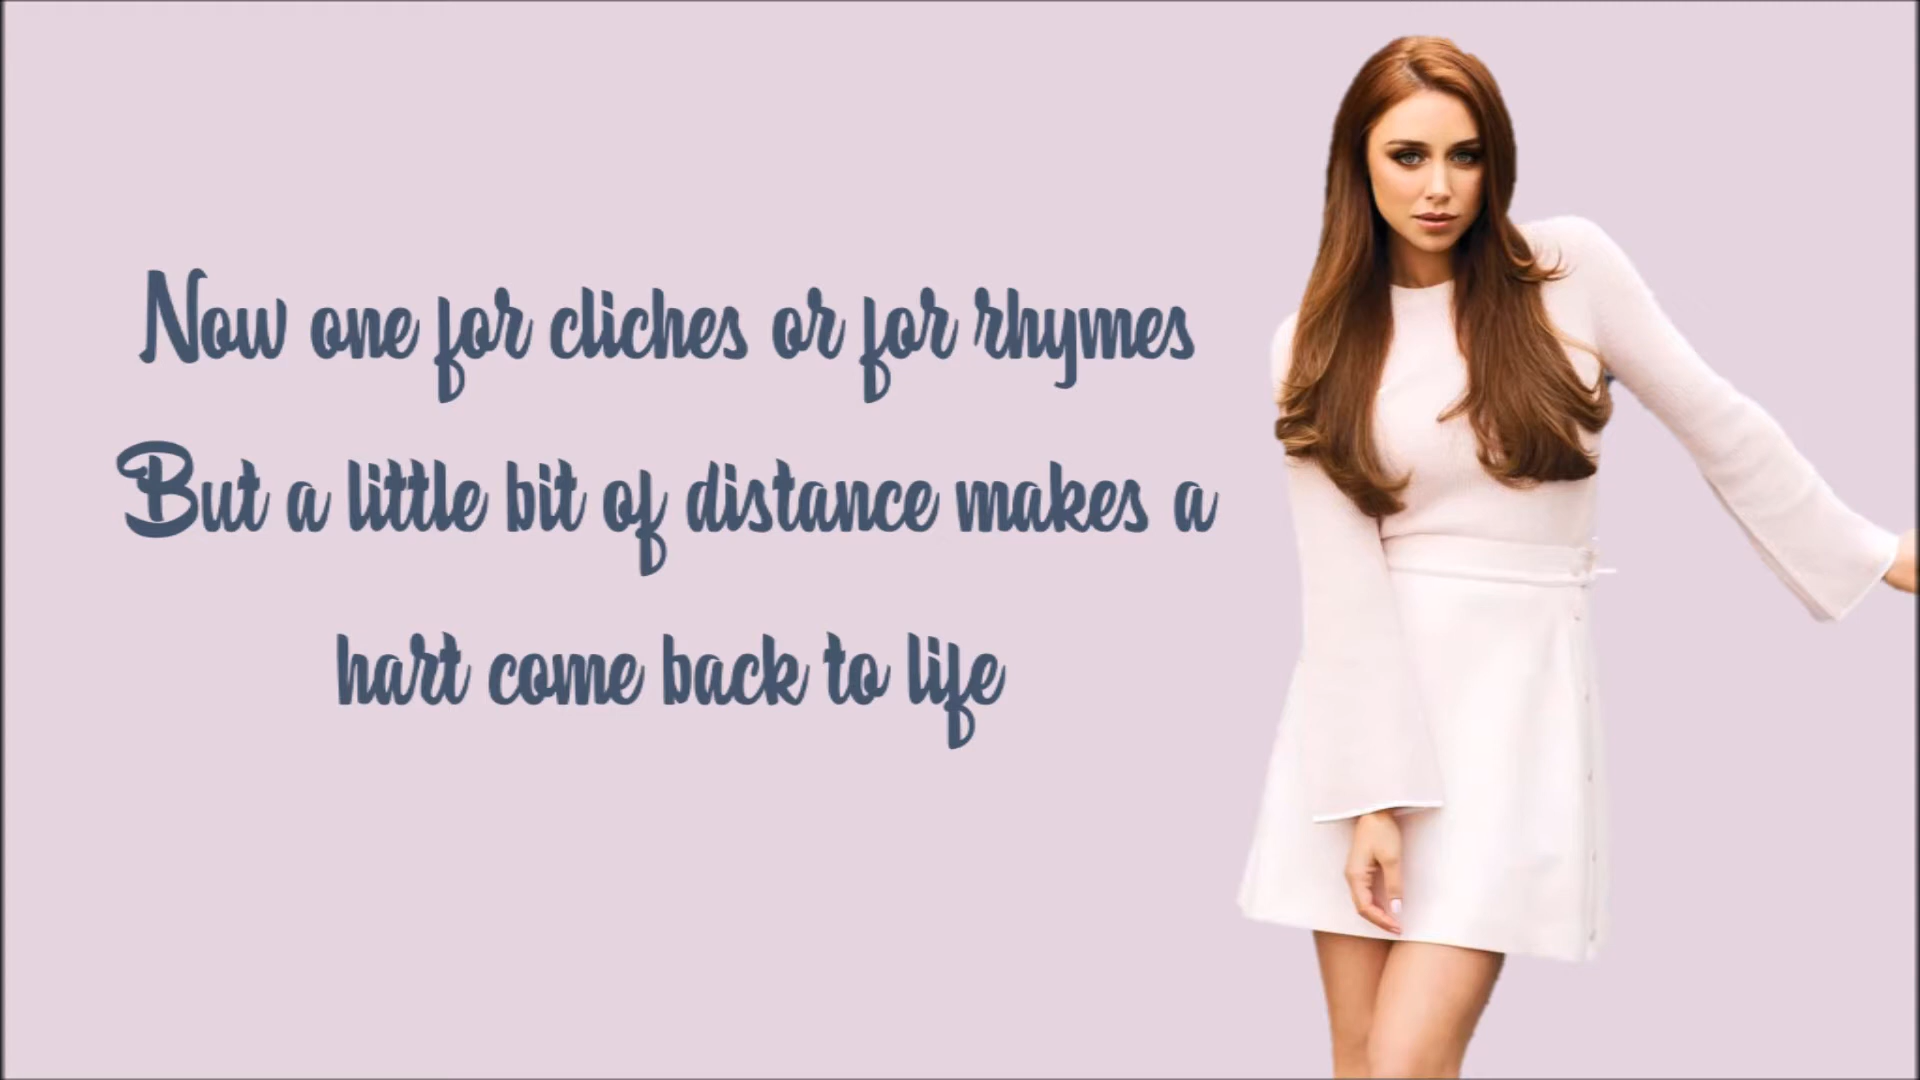 Now one for cliches or for rhymes
But a little bit of distance makes a
hart come back to life